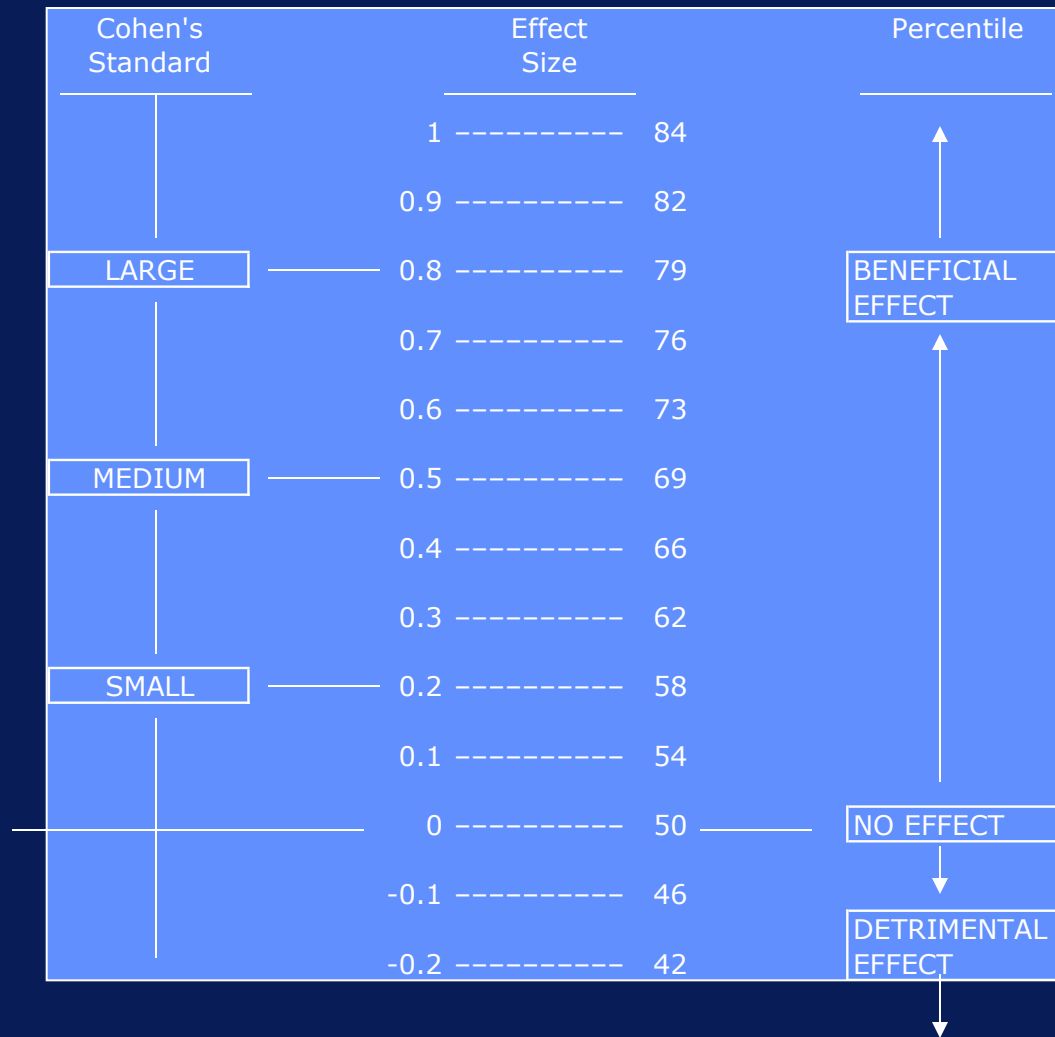 Cohen's Standard
Effect Size
Percentile
1 ---------- 84
0.9 ---------- 82
LARGE 0.8 ---------- 79 BENEFICIAL
EFFECT
0.7 ---------- 76
0.6 ---------- 73
MEDIUM 0.5 ---------- 69
0.4 ---------- 66
0.3 ---------- 62
SMALL 0.2 ---------- 58
0.1 ---------- 54
0 ---------- 50 NO EFFECT
-0.1 ---------- 46
DETRIMENTAL
-0.2 ---------- 42 EFFECT